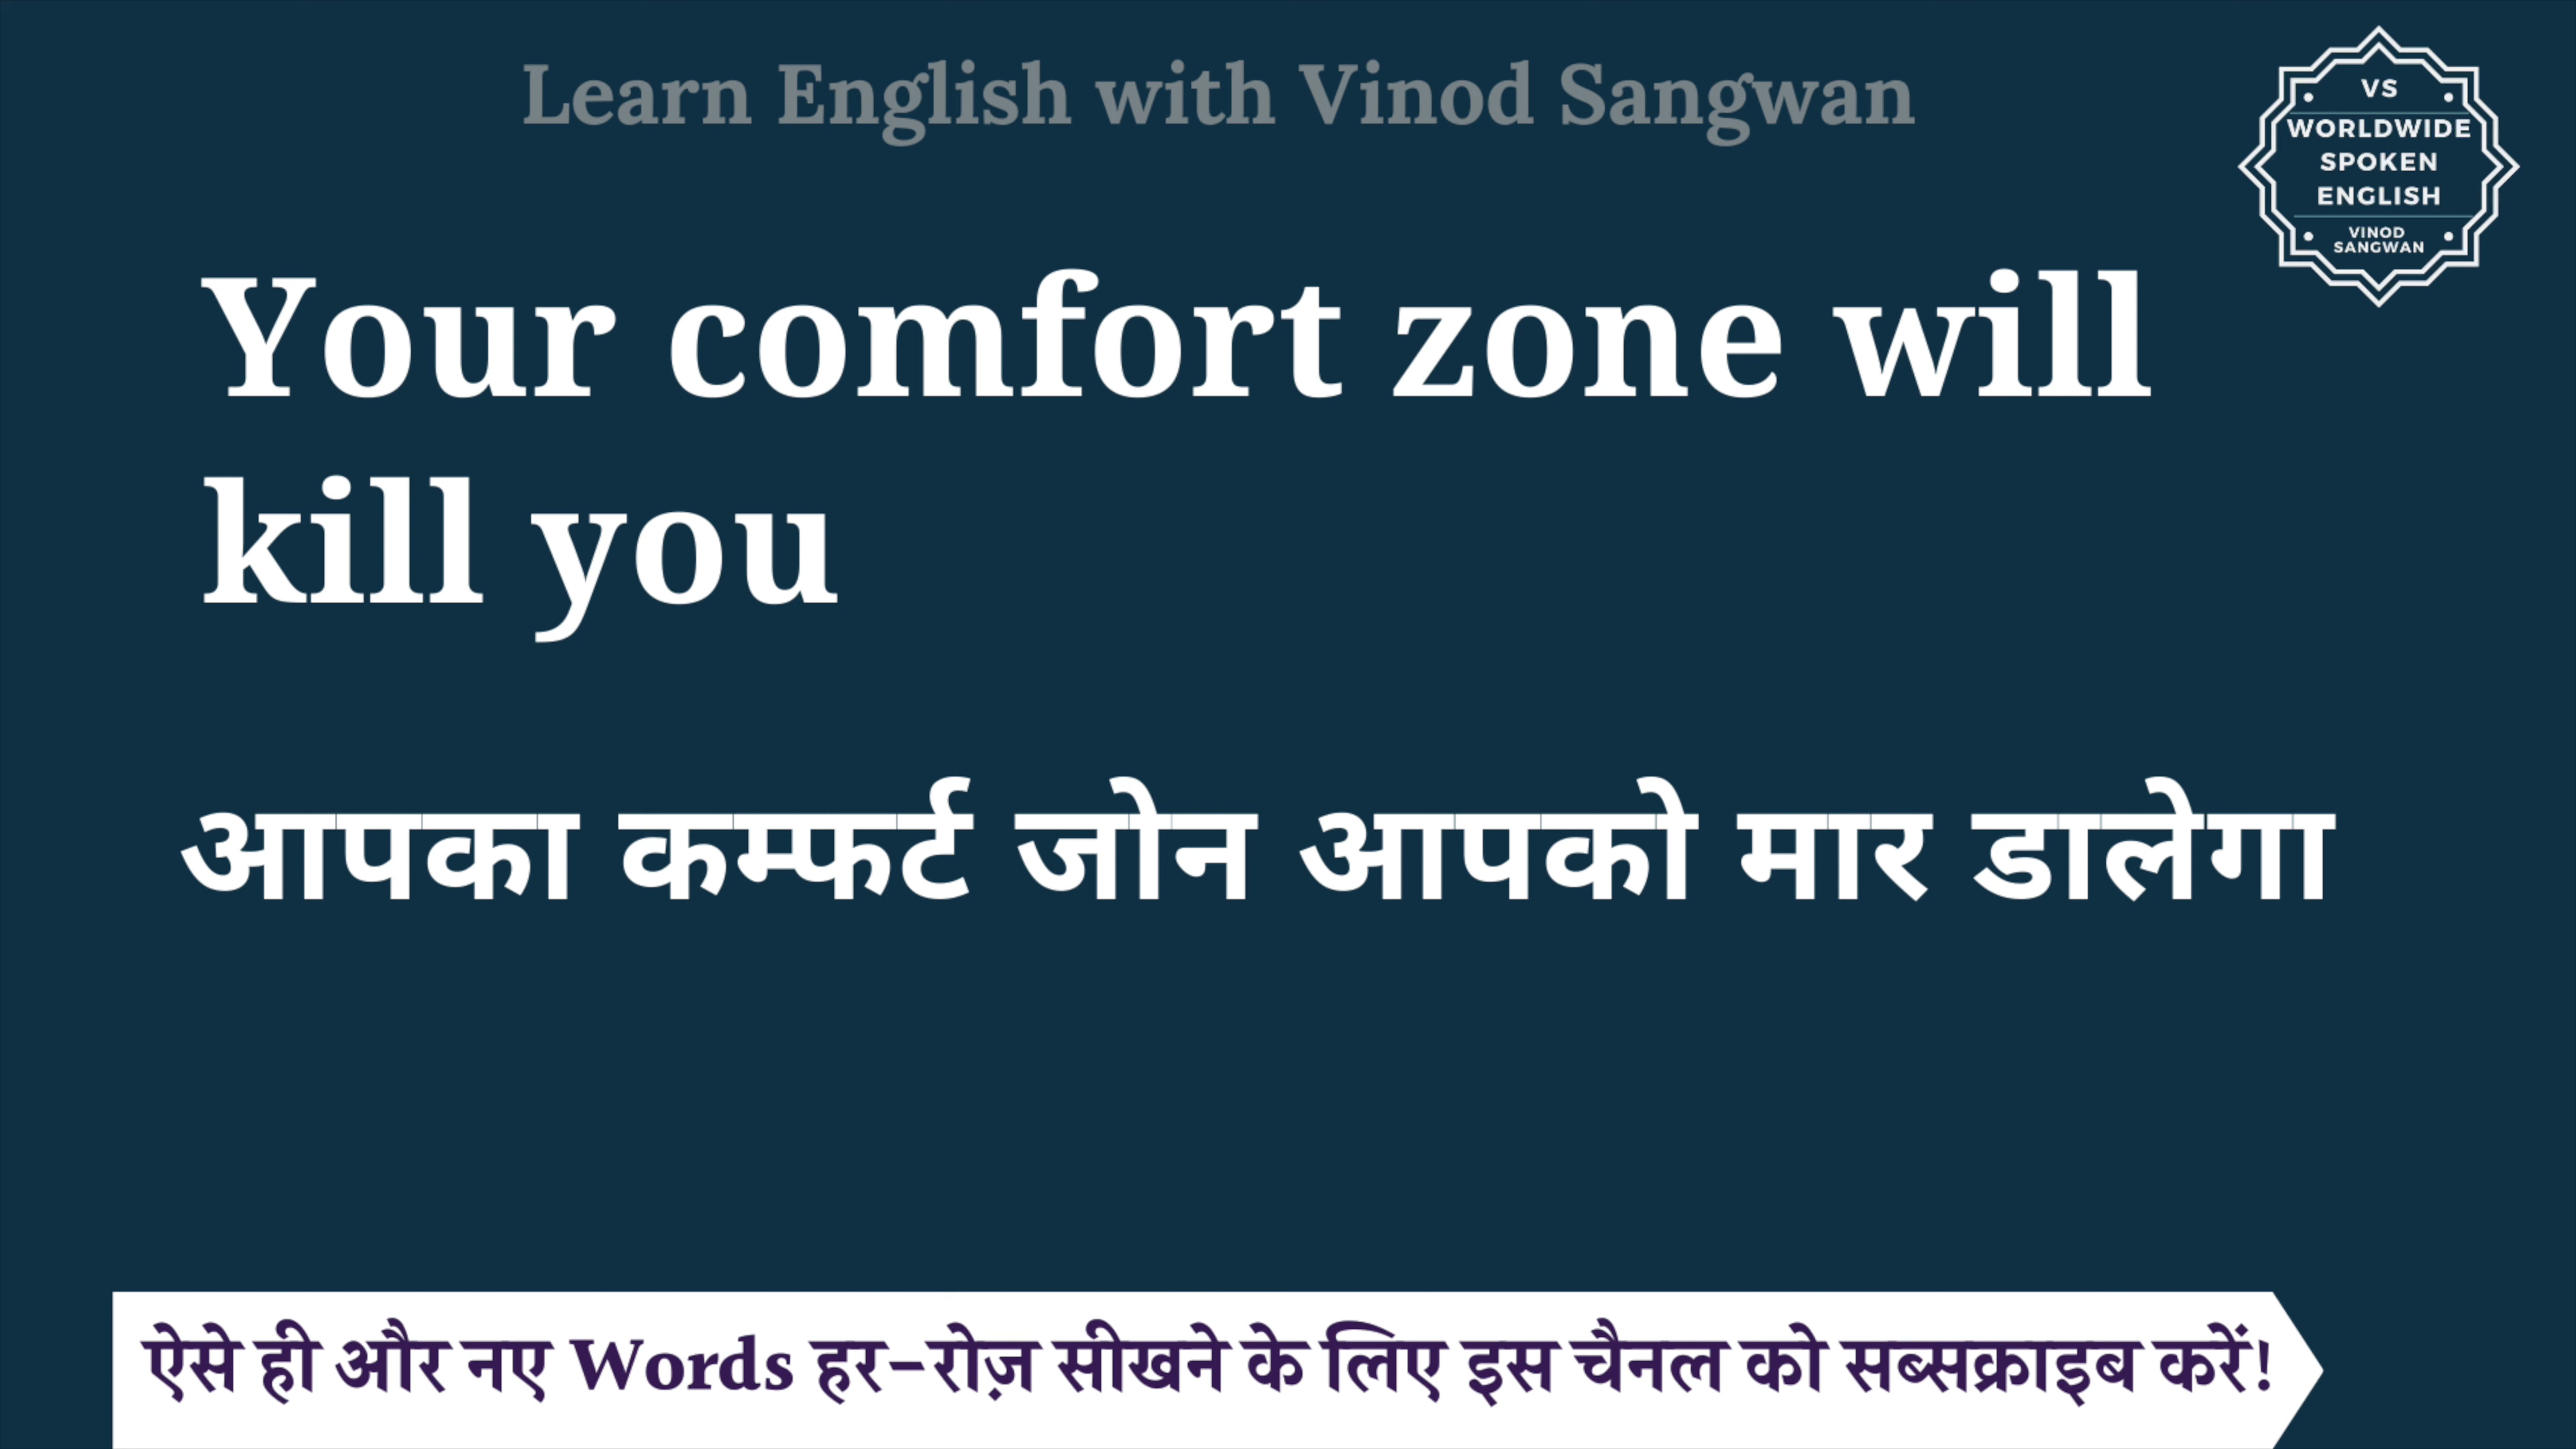 Learn English with Vinod Sangwan
VS
WORLDWIDE
SPOKEN
ENGLISH
VINOD
SANGWAN
Your comfort zone will
kill you
आपका कम्फर्ट जोन आपको मार डालेगा
ऐसे ही और नए Words हर-रोज़ सीखने के लिए इस चैनल को सब्सक्राइब करें!